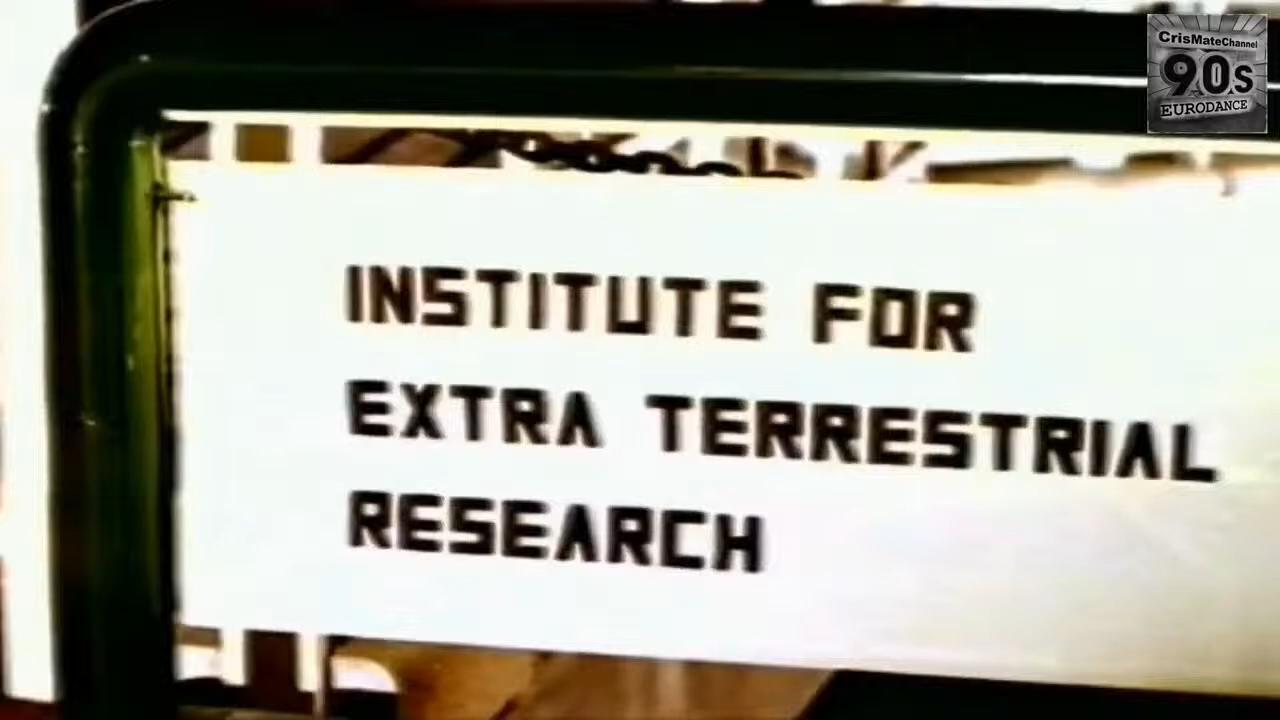 CrisMateChannel
90s
EURODANCE
INSTITUTE FOR
EXTRA TERRESTRIAL
RESEARCH